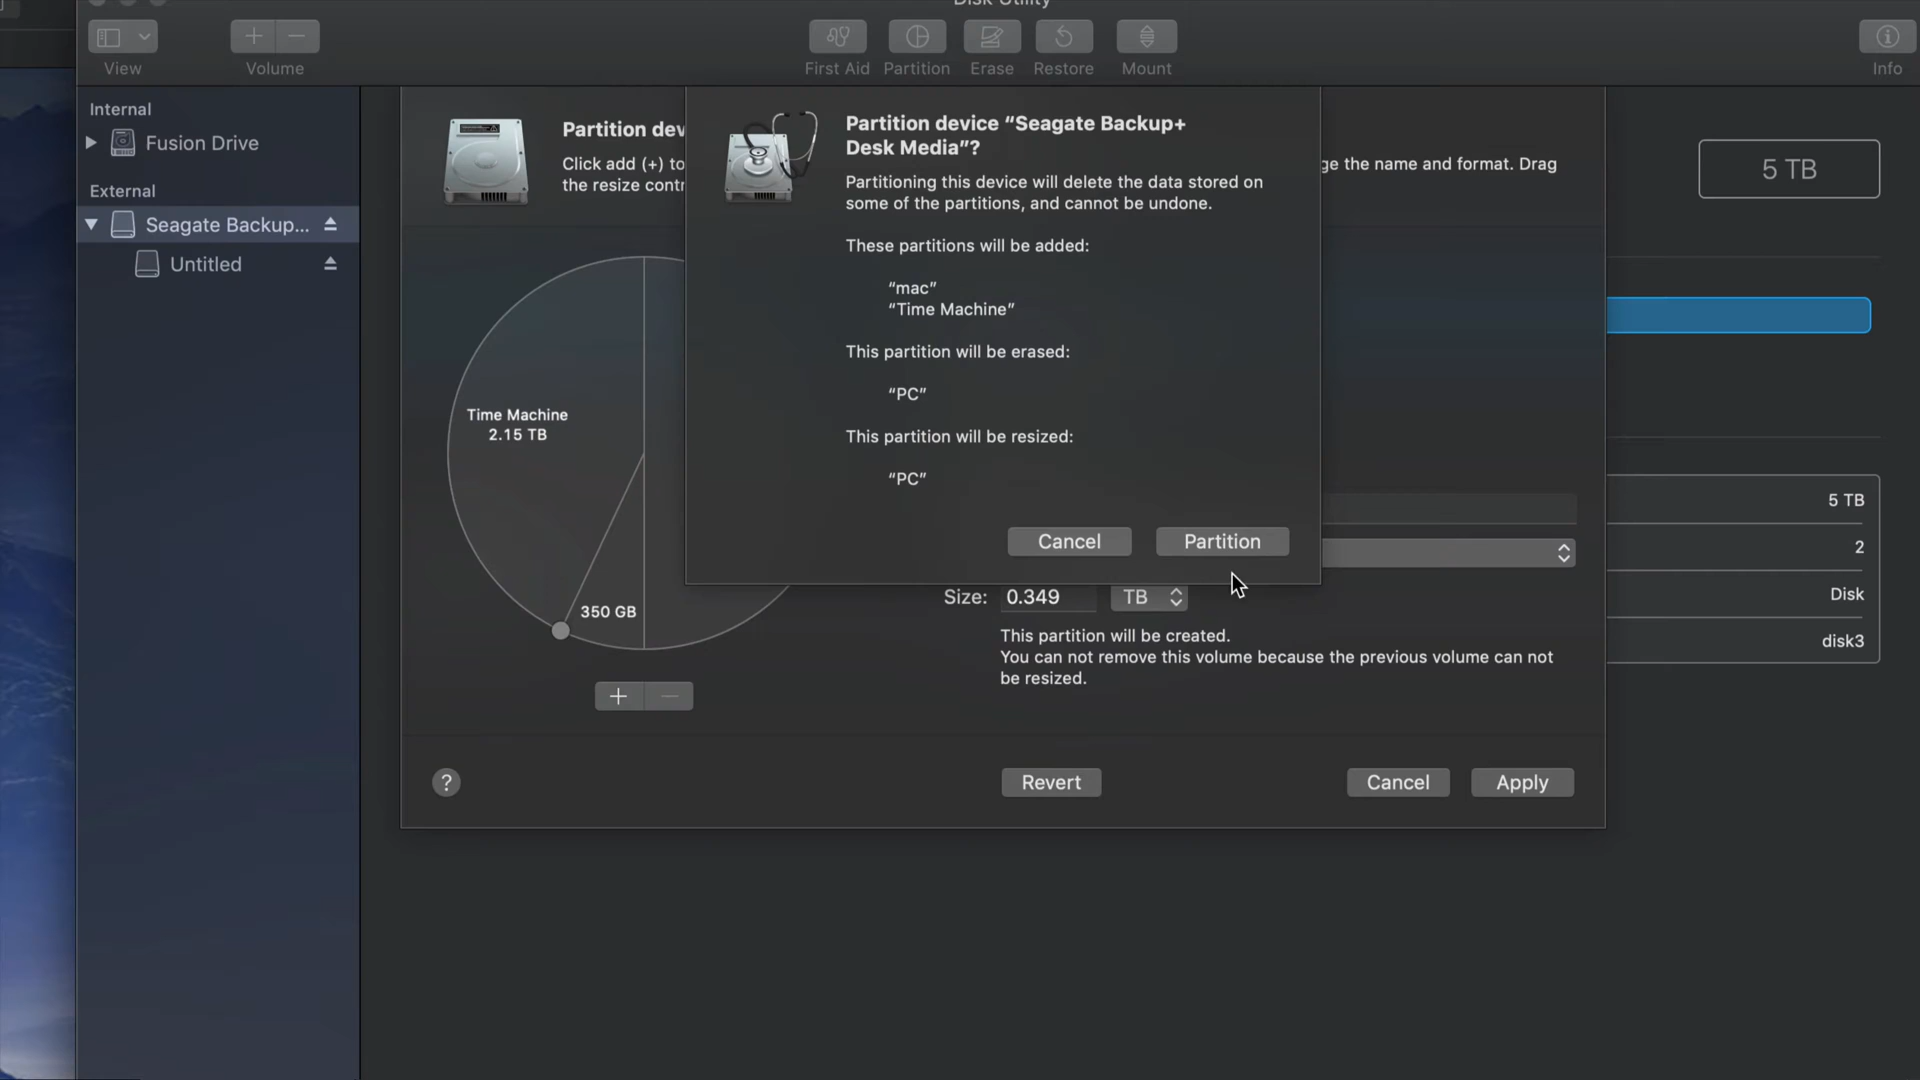 Disk Utility
View
Volume
First Aid
Partition
Erase
Restore
Mount
Info
Internal
Fusion Drive
External
Seagate Backup...
Untitled
Partition dev
Click add (+) to
the resize contr
ge the name and format. Drag
5 TB
Partition device “Seagate Backup+
Desk Media”?
Partitioning this device will delete the data stored on
some of the partitions, and cannot be undone.
These partitions will be added:
“mac”
“Time Machine”
This partition will be erased:
“PC”
This partition will be resized:
“PC”
Cancel
Partition
Time Machine
2.15 TB
350 GB
Size: 0.349 TB
This partition will be created.
You can not remove this volume because the previous volume can not
be resized.
5 TB
2
Disk
disk3
?
Revert
Cancel
Apply